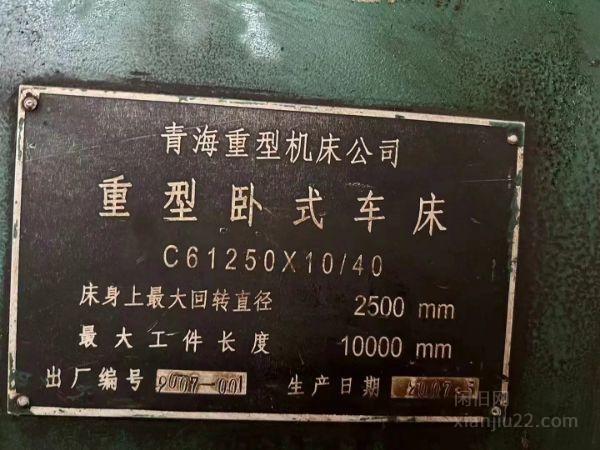 青海重型机床公司
重型卧式车床
C61250X10/40
床身上最大回转直径 2500 mm
最大工件长度 10000 mm
出厂编号 2007-001 生产日期
闲旧网
xianjiu22.com